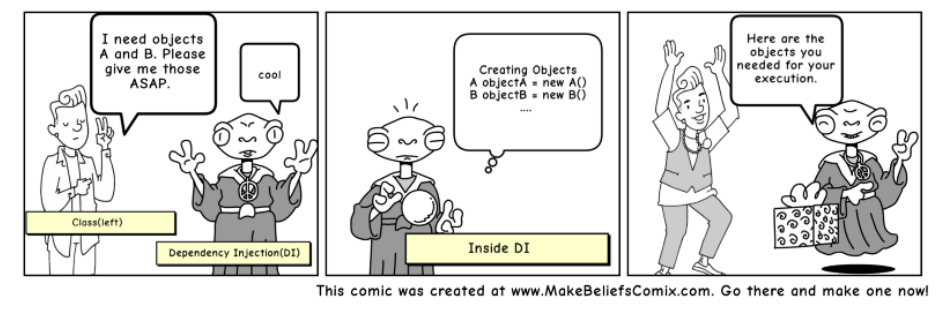 I need objects
A and B. Please
give me those
ASAP.
cool
Class(left)
Dependency Injection(DI)
Creating Objects
A objectA = new A()
B objectB = new B()
....
Inside DI
Here are the
objects you
needed for your
execution.
This comic was created at www.MakeBeliefsComix.com. Go there and make one now!